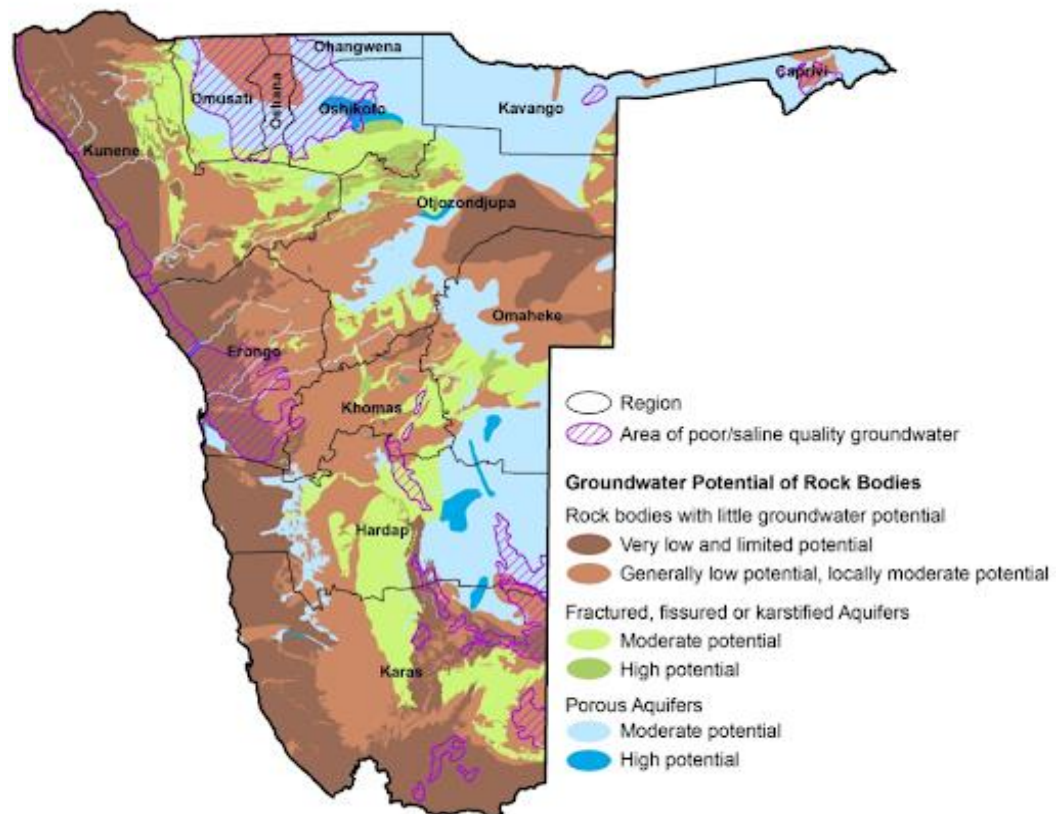 Ohangwena
Caprivi
Omusati
Oshana
Oshikoto
Kavango
Kunene
Otjozondjupa
Omaheke
Erongo
Khomas
Region
Area of poor/saline quality groundwater
Groundwater Potential of Rock Bodies
Rock bodies with little groundwater potential
Hardap
Very low and limited potential
Generally low potential, locally moderate potential
Fractured, fissured or karstified Aquifers
Moderate potential
High potential
Karas
Porous Aquifers
Moderate potential
High potential